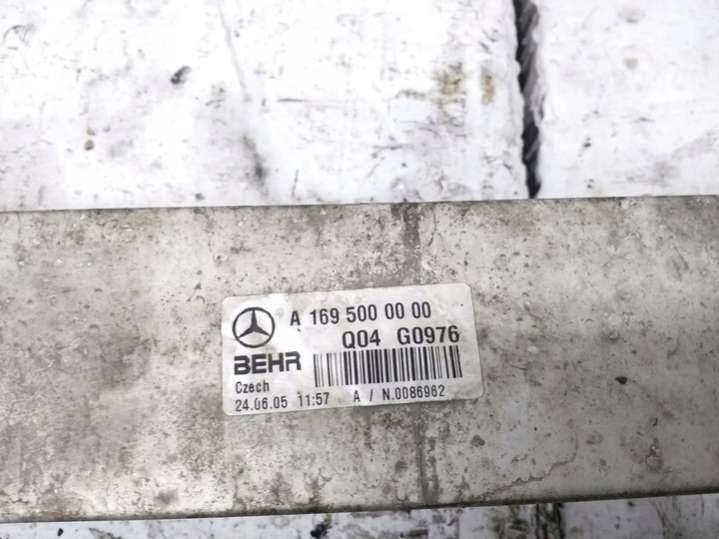 A 169 500 00 00
Q04 G0976
BEHR
Czech
24.06.05 11:57 A / N.0086962